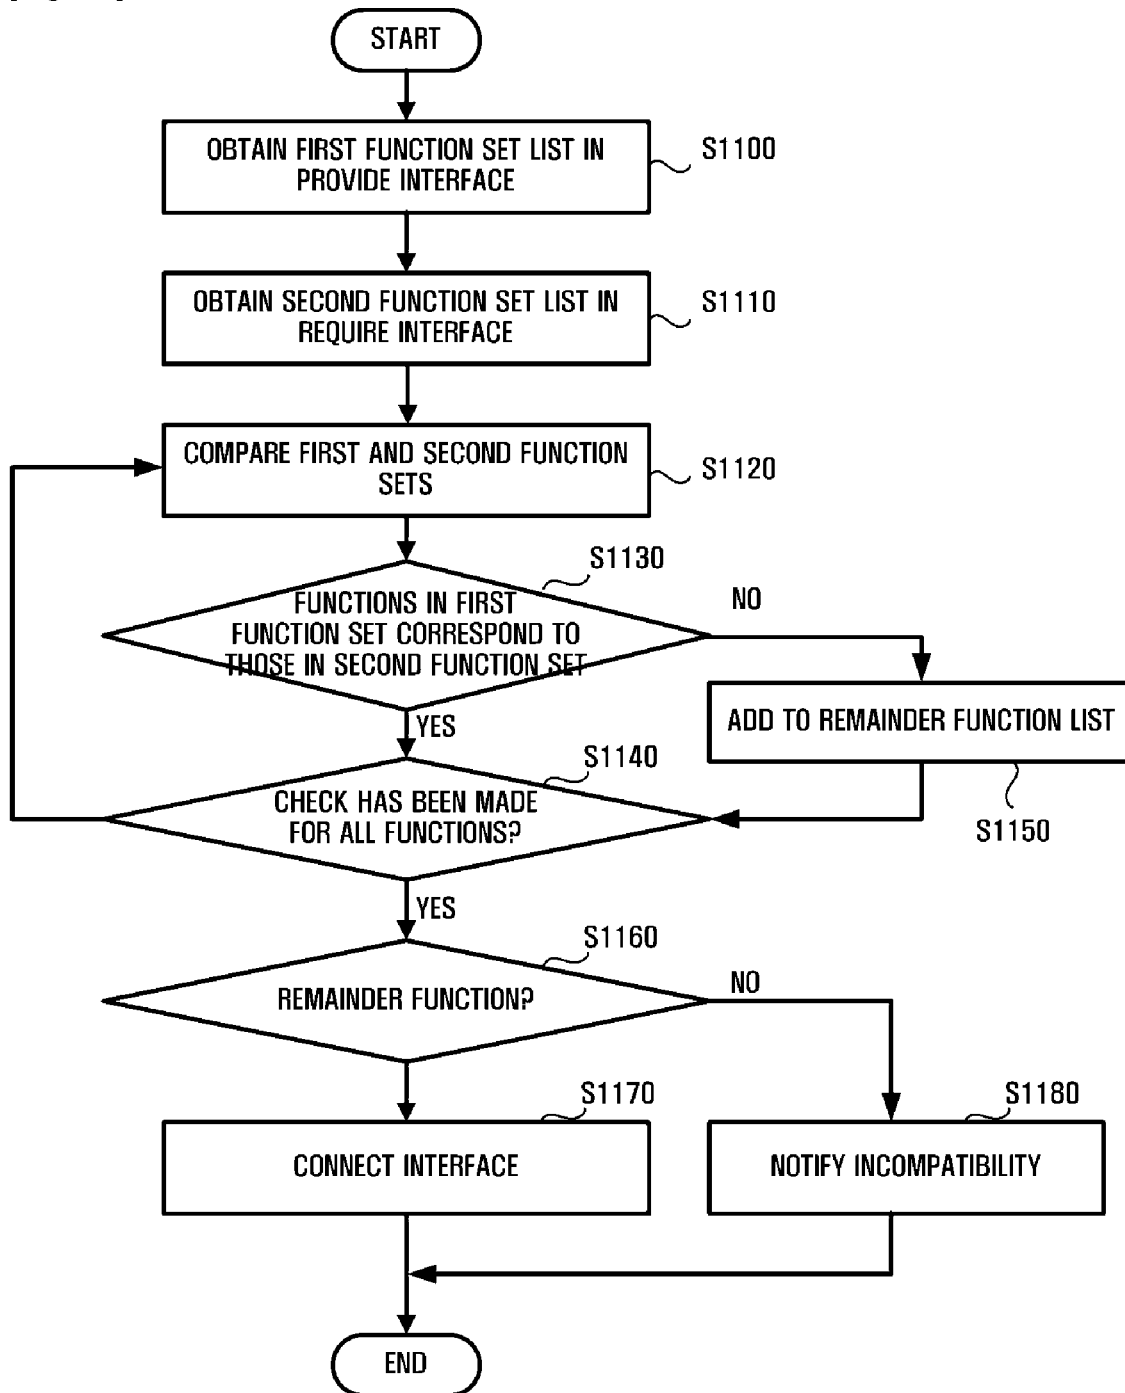 START
OBTAIN FIRST FUNCTION SET LIST IN
PROVIDE INTERFACE
S1100
OBTAIN SECOND FUNCTION SET LIST IN
REQUIRE INTERFACE
S1110
COMPARE FIRST AND SECOND FUNCTION
SETS
S1120
S1130
FUNCTIONS IN FIRST
FUNCTION SET CORRESPOND TO
THOSE IN SECOND FUNCTION SET
NO
YES
ADD TO REMAINDER FUNCTION LIST
S1150
S1140
CHECK HAS BEEN MADE
FOR ALL FUNCTIONS?
YES
S1160
REMAINDER FUNCTION?
NO
S1170
CONNECT INTERFACE
S1180
NOTIFY INCOMPATIBILITY
END